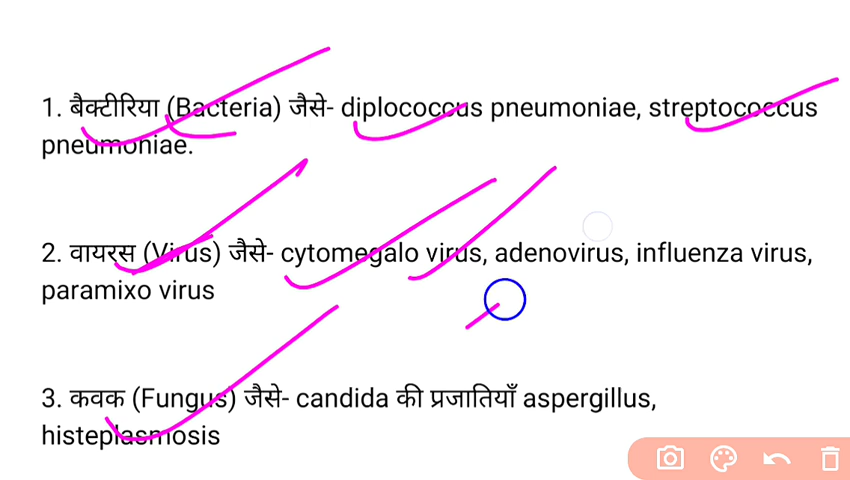 1. बैक्टीरिया (Bacteria) जैसे- diplococcus pneumoniae, streptococcus
pneumoniae.
2. वायरस (Virus) जैसे- cytomegalo virus, adenovirus, influenza virus,
paramixo virus
3. कवक (Fungus) जैसे- candida की प्रजातियाँ aspergillus,
histeplasmosis